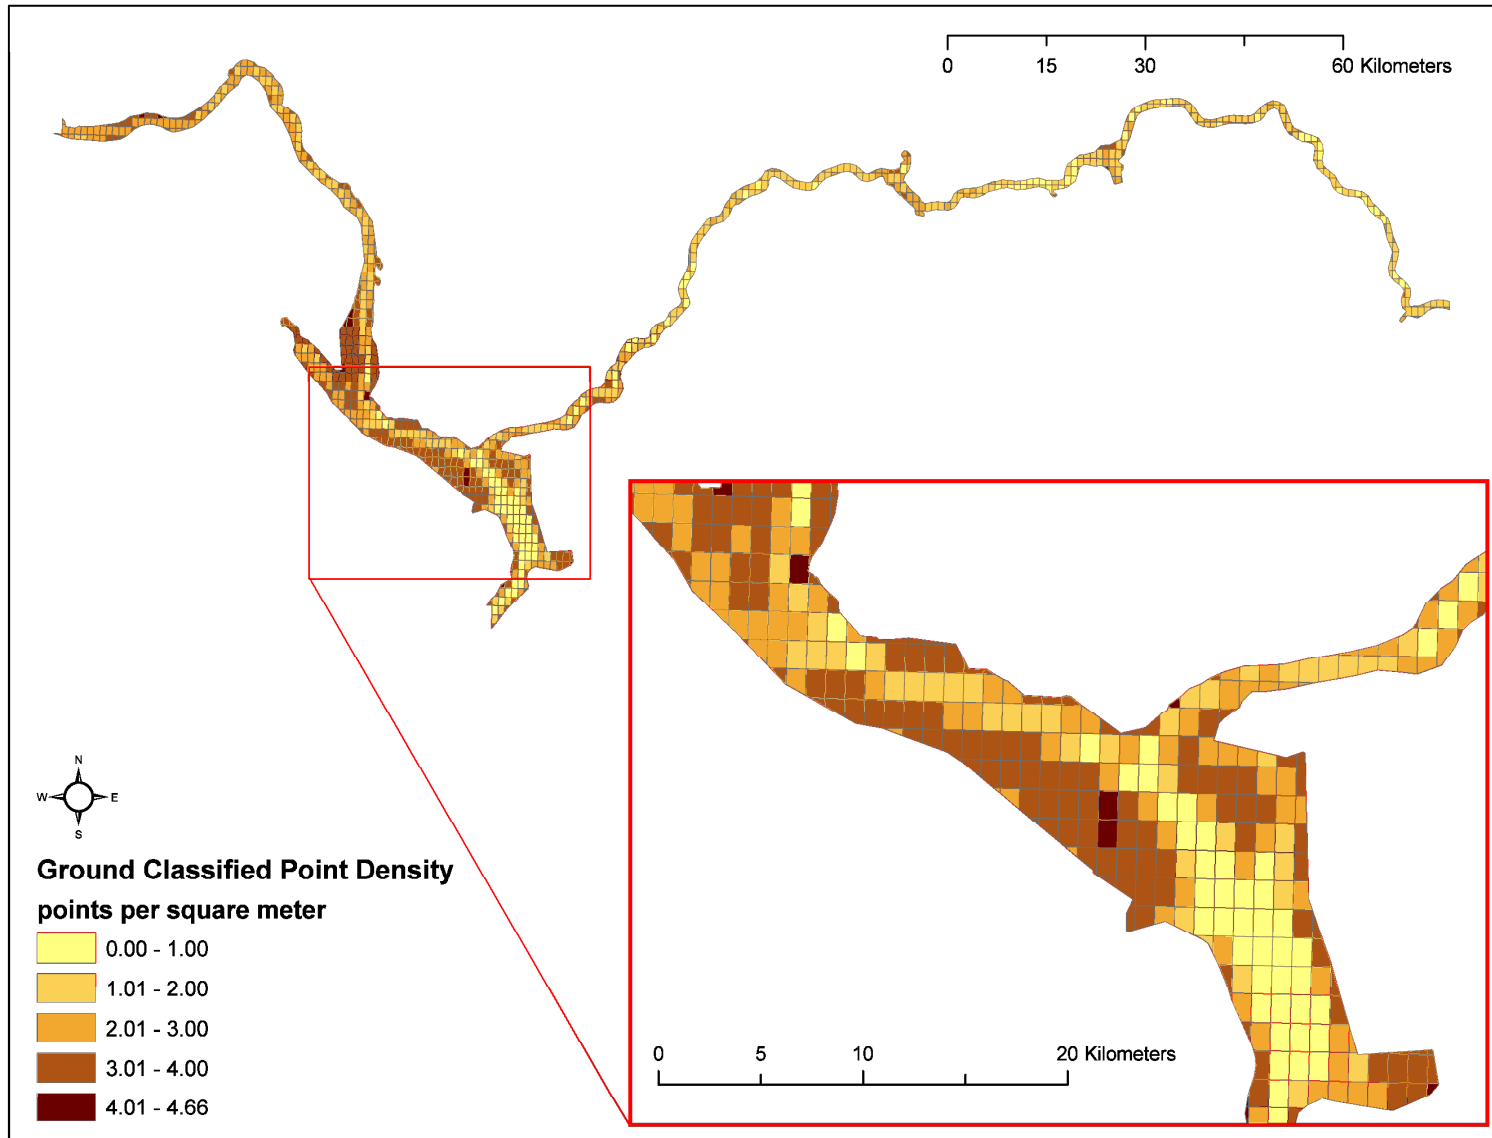 0 15 30 60 Kilometers
N
W E
S
Ground Classified Point Density
points per square meter
0.00 - 1.00
1.01 - 2.00
2.01 - 3.00
3.01 - 4.00
4.01 - 4.66
0 5 10 20 Kilometers